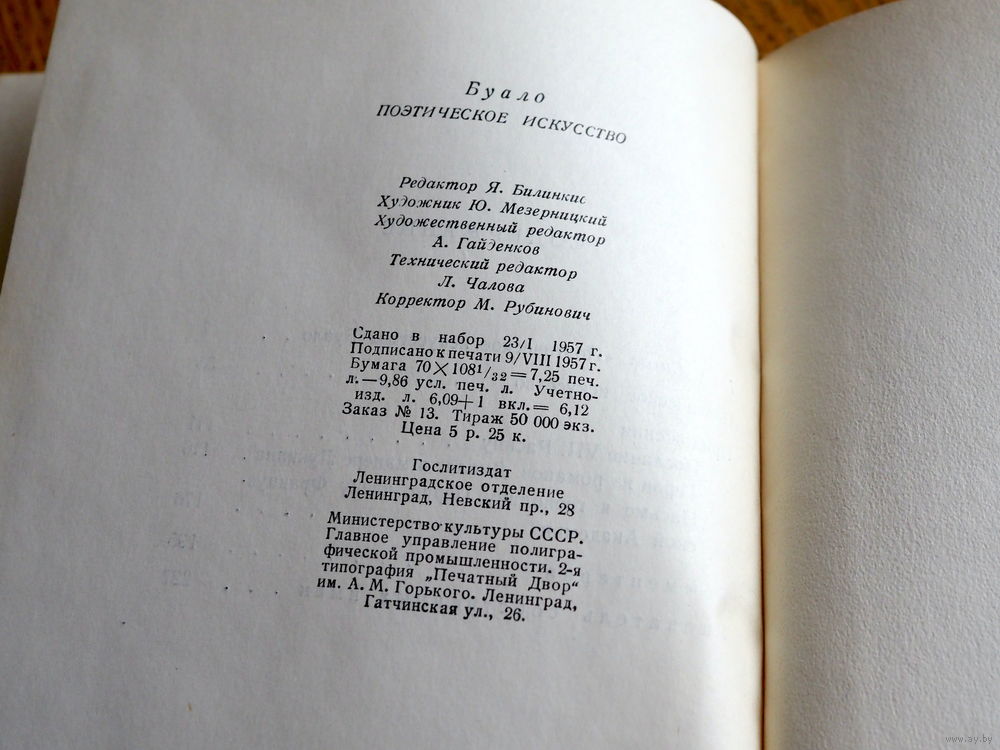 Буало
ПОЭТИЧЕСКОЕ ИСКУССТВО
Редактор Я. Билинкис
Художник Ю. Мезерницкий
Художественный редактор
А. Гайденков
Технический редактор
Л. Чалова
Корректор М. Рубинович
Сдано в набор 23/I 1957 г.
Подписано к печати 9/VIII 1957 г.
Бумага 70×108¹/₃₂=7,25 печ.
л.—9,86 усл. печ. л. Учетно-
изд. л. 6,09+1 вкл.= 6,12
Заказ № 13. Тираж 50 000 экз.
Цена 5 р. 25 к.
Гослитиздат
Ленинградское отделение
Ленинград, Невский пр., 28
Министерство культуры СССР.
Главное управление полигра-
фической промышленности. 2-я
типография „Печатный Двор“
им. А. М. Горького. Ленинград,
Гатчинская ул., 26.
www.ay.by